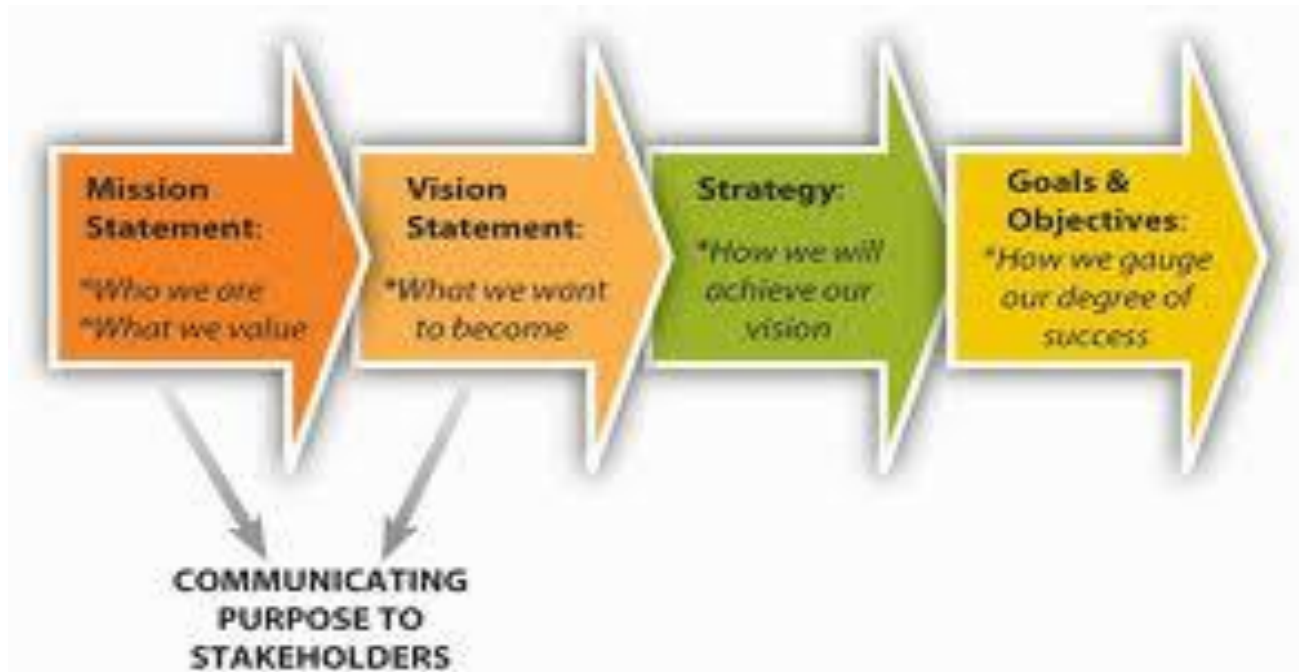 Mission
Statement:
*Who we are
*What we value
Vision
Statement:
*What we want
to become
Strategy:
*How we will
achieve our
vision
Goals &
Objectives:
*How we gauge
our degree of
success
COMMUNICATING
PURPOSE TO
STAKEHOLDERS